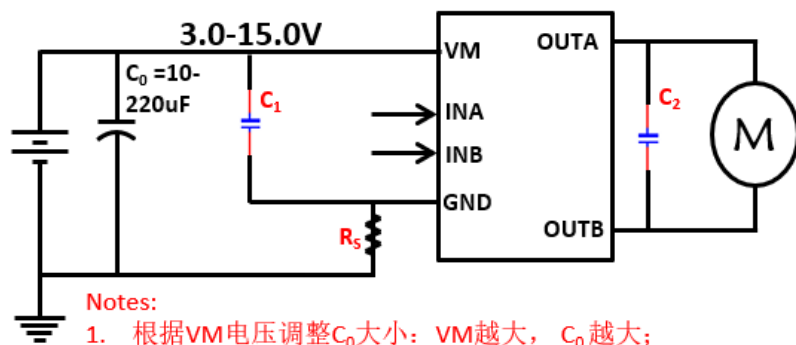 3.0-15.0V
C₀ =10-
220uF
C₁
VM
OUTA
INA
INB
C₂
M
GND
OUTB
Rₛ
Notes:
1. 根据VM电压调整C₀大小：VM越大， C₀越大；